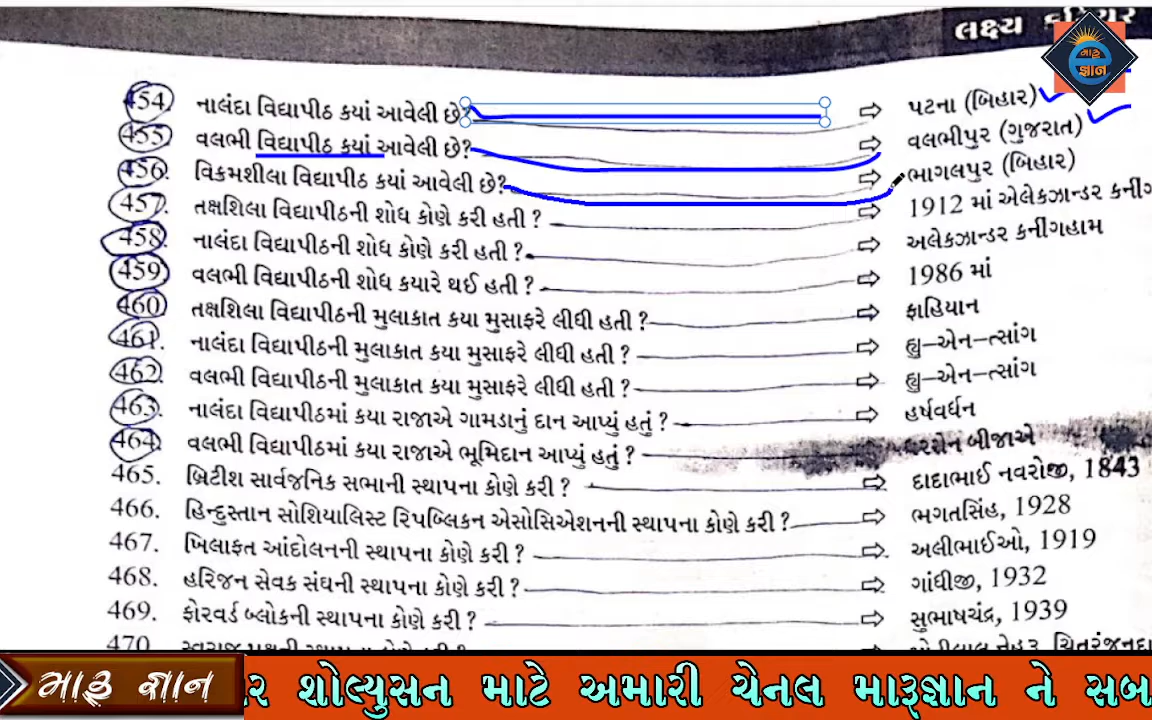 લક્ષ્ય
મારુ
e
જ્ઞાન
454. નાલંદા વિદ્યાપીઠ કયાં આવેલી છે? ⇨ પટના (બિહાર)
455. વલભી વિદ્યાપીઠ કયાં આવેલી છે? ⇨ વલભીપુર (ગુજરાત)
456. વિક્રમશીલા વિદ્યાપીઠ કયાં આવેલી છે? ⇨ ભાગલપુર (બિહાર)
457. તક્ષશિલા વિદ્યાપીઠની શોધ કોણે કરી હતી ? ⇨ 1912 માં એલેકઝાન્ડર
458. નાલંદા વિદ્યાપીઠની શોધ કોણે કરી હતી ? ⇨ અલેકઝાન્ડર કનીંગહામ
459. વલભી વિદ્યાપીઠની શોધ કયારે થઈ હતી ? ⇨ 1986 માં
460. તક્ષશિલા વિદ્યાપીઠની મુલાકાત કયા મુસાફરે લીધી હતી ? ⇨ ફાહિયાન
461. નાલંદા વિદ્યાપીઠની મુલાકાત કયા મુસાફરે લીધી હતી ? ⇨ હ્યુ–એન–ત્સાંગ
462. વલભી વિદ્યાપીઠની મુલાકાત કયા મુસાફરે લીધી હતી ? ⇨ હ્યુ–એન–ત્સાંગ
463. નાલંદા વિદ્યાપીઠમાં કયા રાજાએ ગામડાનું દાન આપ્યું હતું ? ⇨ હર્ષવર્ધન
464. વલભી વિદ્યાપીઠમાં કયા રાજાએ ભૂમિદાન આપ્યું હતું ? બીજાએ
465. બ્રિટીશ સાર્વજનિક સભાની સ્થાપના કોણે કરી ? ⇨ દાદાભાઈ નવરોજી, 1843
466. હિન્દુસ્તાન સોશિયાલિસ્ટ રિપબ્લિકન એસોસિએશનની સ્થાપના કોણે કરી ? ⇨ ભગતસિંહ, 1928
467. ખિલાફત આંદોલનની સ્થાપના કોણે કરી ? ⇨ અલીભાઈઓ, 1919
468. હરિજન સેવક સંઘની સ્થાપના કોણે કરી ? ⇨ ગાંધીજી, 1932
469. ફોરવર્ડ બ્લોકની સ્થાપના કોણે કરી ? ⇨ સુભાષચંદ્ર, 1939
470
મારૂ જ્ઞાન
શોલ્યુસન માટે અમારી ચેનલ મારૂજ્ઞાન ને